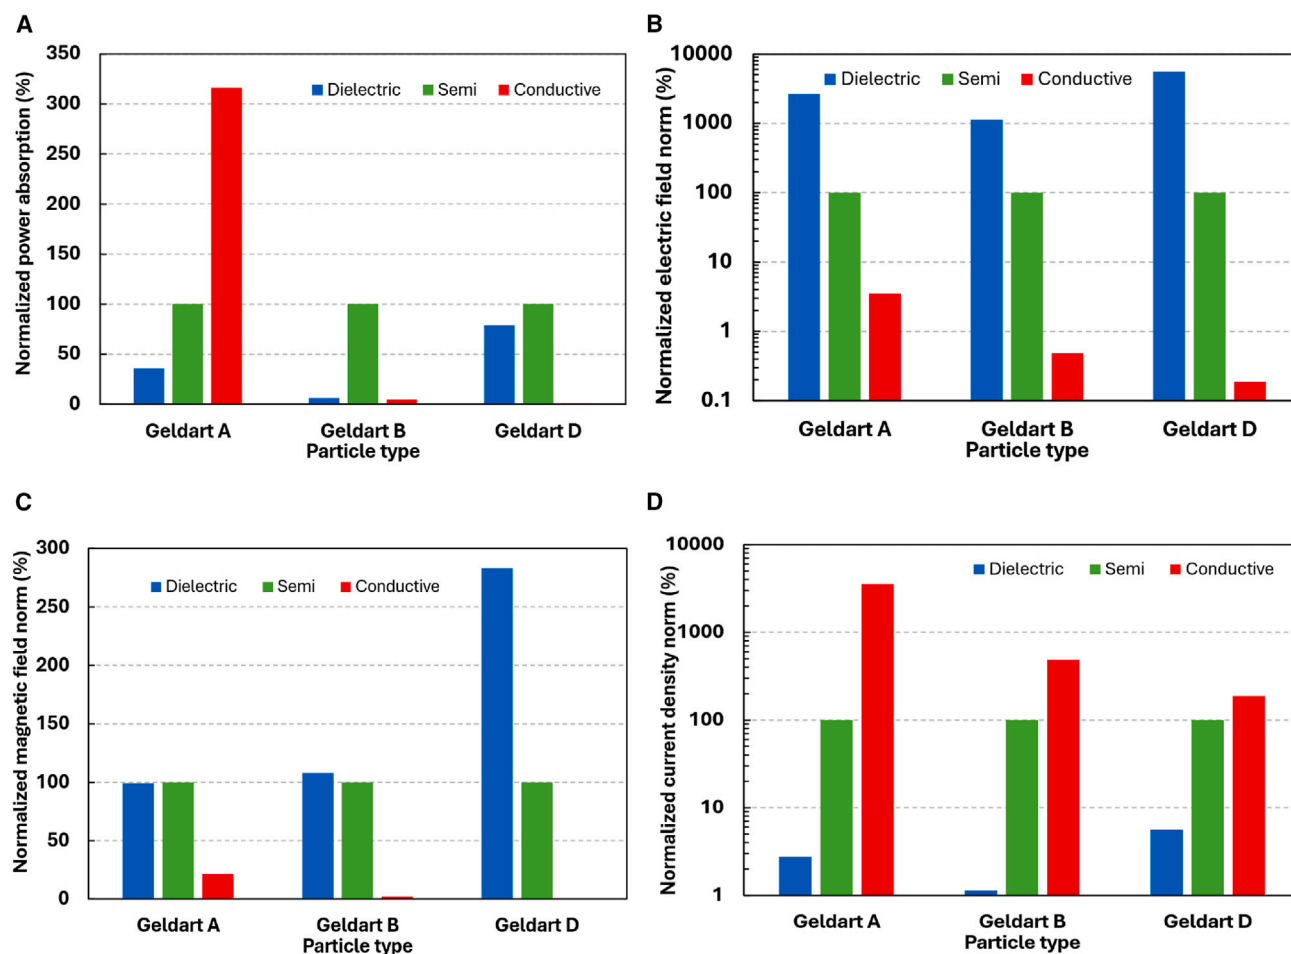 A
Normalized power absorption (%)
350
300
250
200
150
100
50
0
Dielectric Semi Conductive
Geldart A Geldart B Geldart D
Particle type
B
Normalized electric field norm (%)
10000
1000
100
10
1
0.1
Dielectric Semi Conductive
Geldart A Geldart B Geldart D
Particle type
C
Normalized magnetic field norm (%)
300
250
200
150
100
50
0
Dielectric Semi Conductive
Geldart A Geldart B Geldart D
Particle type
D
Normalized current density norm (%)
10000
1000
100
10
1
Dielectric Semi Conductive
Geldart A Geldart B Geldart D
Particle type